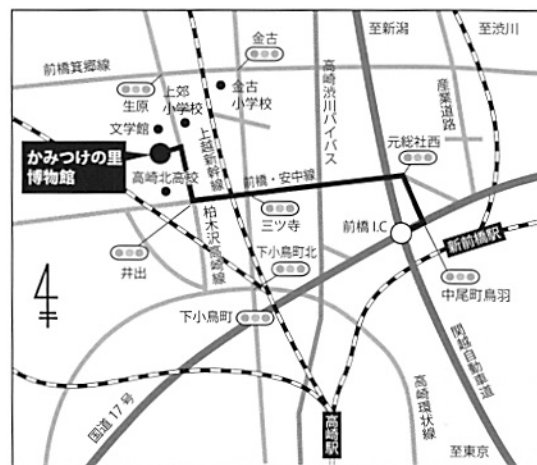 至新潟
至渋川
金古
前橋箕郷線
生原
上郊
小学校
金古
小学校
高崎渋川バイパス
産業道路
文学館
上越新幹線
元総社西
かみつけの里
博物館
高崎北高校
前橋・安中線
三ツ寺
前橋 I.C
新前橋駅
井出
柏木沢高崎線
下小鳥町北
中尾町鳥羽
下小鳥町
国道17号
高崎駅
高崎環状線
関越自動車道
至東京